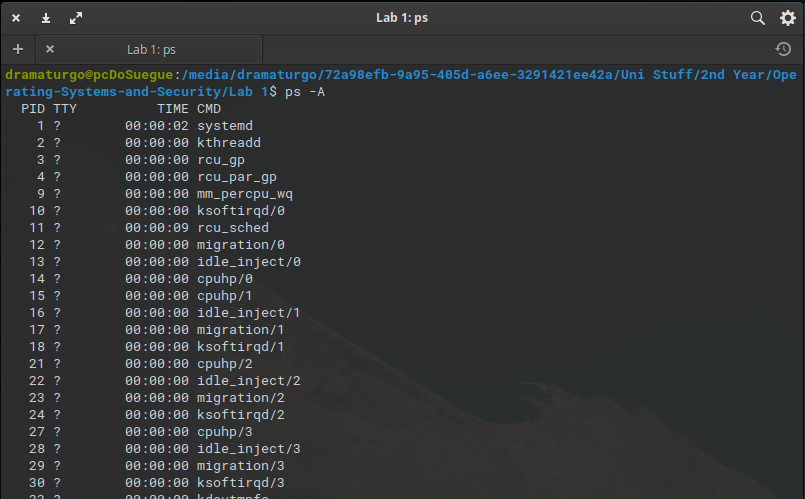 Lab 1: ps
Lab 1: ps
dramaturgo@pcDoSuegue:/media/dramaturgo/72a98efb-9a95-405d-a6ee-3291421ee42a/Uni Stuff/2nd Year/Ope
rating-Systems-and-Security/Lab 1$ ps -A
PID TTY TIME CMD
1 ? 00:00:02 systemd
2 ? 00:00:00 kthreadd
3 ? 00:00:00 rcu_gp
4 ? 00:00:00 rcu_par_gp
9 ? 00:00:00 mm_percpu_wq
10 ? 00:00:00 ksoftirqd/0
11 ? 00:00:09 rcu_sched
12 ? 00:00:00 migration/0
13 ? 00:00:00 idle_inject/0
14 ? 00:00:00 cpuhp/0
15 ? 00:00:00 cpuhp/1
16 ? 00:00:00 idle_inject/1
17 ? 00:00:00 migration/1
18 ? 00:00:00 ksoftirqd/1
21 ? 00:00:00 cpuhp/2
22 ? 00:00:00 idle_inject/2
23 ? 00:00:00 migration/2
24 ? 00:00:00 ksoftirqd/2
27 ? 00:00:00 cpuhp/3
28 ? 00:00:00 idle_inject/3
29 ? 00:00:00 migration/3
30 ? 00:00:00 ksoftirqd/3